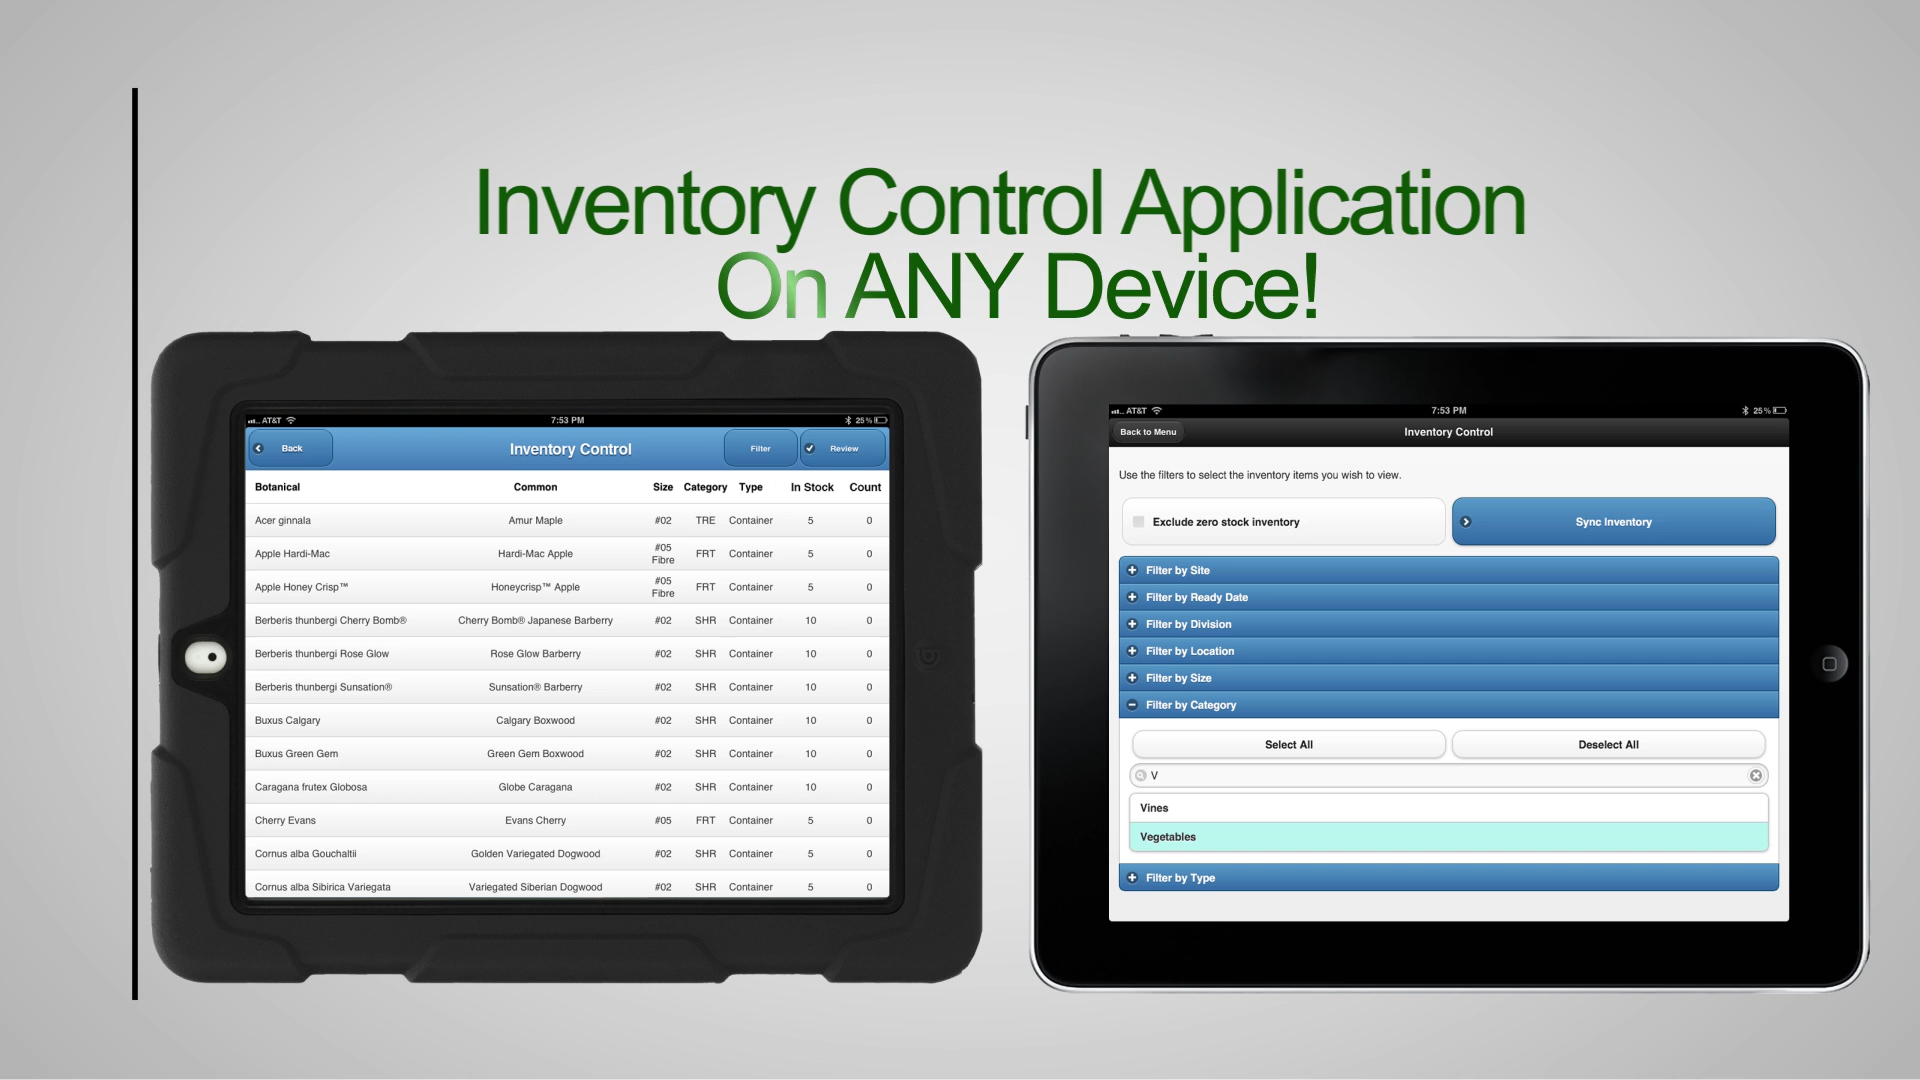 Inventory Control Application
On ANY Device!
AT&T 7:53 PM 25%
Back Inventory Control Filter Review
Botanical Common Size Category Type In Stock Count
Acer ginnala Amur Maple #02 TRE Container 5 0
Apple Hardi-Mac Hardi-Mac Apple #05 Fibre FRT Container 5 0
Apple Honey Crisp™ Honeycrisp™ Apple #05 Fibre FRT Container 5 0
Berberis thunbergi Cherry Bomb® Cherry Bomb® Japanese Barberry #02 SHR Container 10 0
Berberis thunbergi Rose Glow Rose Glow Barberry #02 SHR Container 10 0
Berberis thunbergi Sunsation® Sunsation® Barberry #02 SHR Container 10 0
Buxus Calgary Calgary Boxwood #02 SHR Container 10 0
Buxus Green Gem Green Gem Boxwood #02 SHR Container 10 0
Caragana frutex Globosa Globe Caragana #02 SHR Container 10 0
Cherry Evans Evans Cherry #05 FRT Container 5 0
Cornus alba Gouchaltii Golden Variegated Dogwood #02 SHR Container 5 0
Cornus alba Sibirica Variegata Variegated Siberian Dogwood #02 SHR Container 5 0
AT&T 7:53 PM 25%
Back to Menu Inventory Control
Use the filters to select the inventory items you wish to view.
Exclude zero stock inventory Sync Inventory
Filter by Site
Filter by Ready Date
Filter by Division
Filter by Location
Filter by Size
Filter by Category
Select All Deselect All
V
Vines
Vegetables
Filter by Type